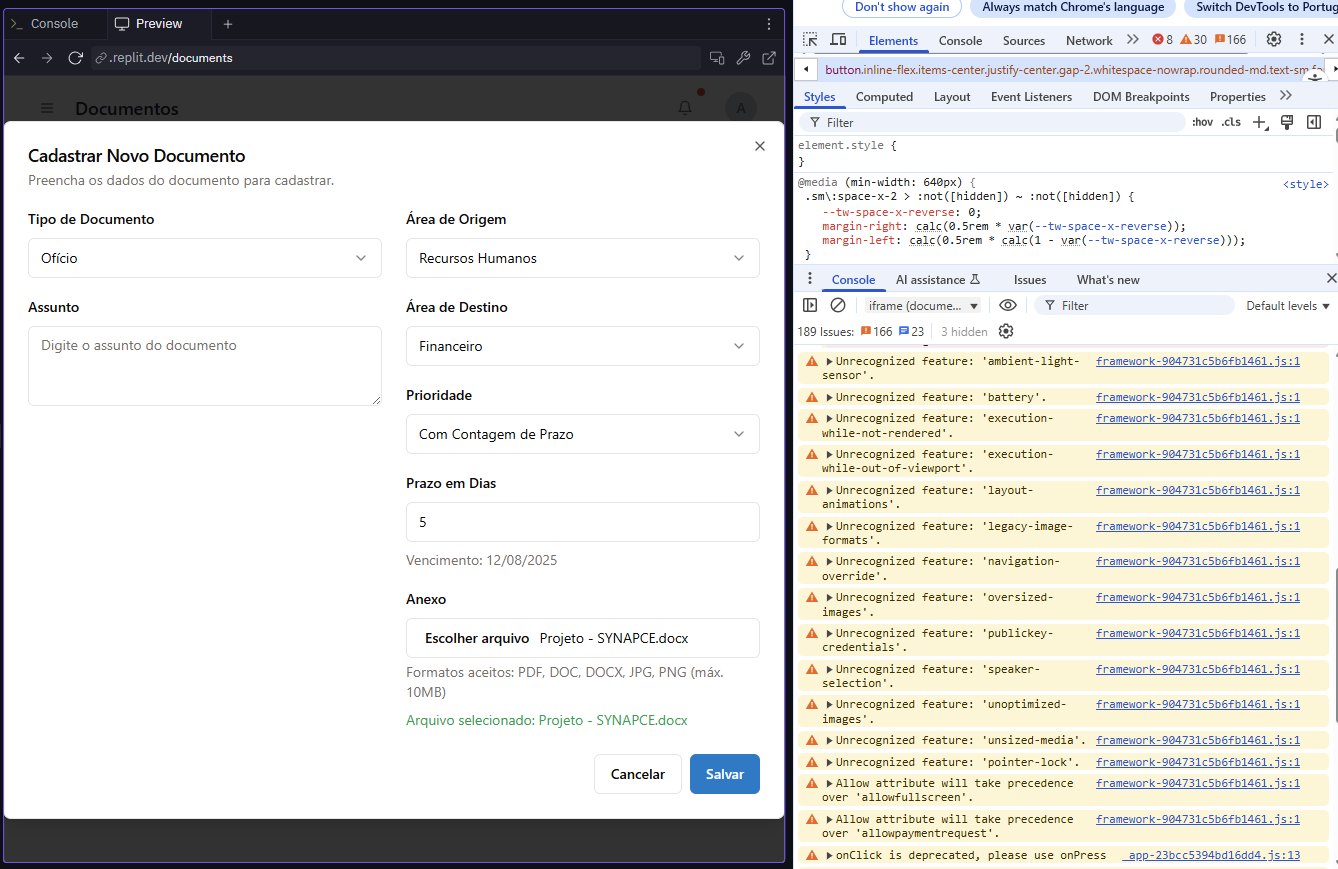 Console
Preview
.replit.dev/documents
Documentos
A
Cadastrar Novo Documento
Preencha os dados do documento para cadastrar.
Tipo de Documento
Ofício
Assunto
Digite o assunto do documento
Área de Origem
Recursos Humanos
Área de Destino
Financeiro
Prioridade
Com Contagem de Prazo
Prazo em Dias
5
Vencimento: 12/08/2025
Anexo
Escolher arquivo Projeto - SYNAPCE.docx
Formatos aceitos: PDF, DOC, DOCX, JPG, PNG (máx.
10MB)
Arquivo selecionado: Projeto - SYNAPCE.docx
Cancelar
Salvar
Don't show again
Always match Chrome's language
Switch DevTools to Portug
Elements
Console
Sources
Network
8
30
166
button.inline-flex.items-center.justify-center.gap-2.whitespace-nowrap.rounded-md.text-sm.fo
Styles
Computed
Layout
Event Listeners
DOM Breakpoints
Properties
Filter
:hov
.cls
element.style {
}
@media (min-width: 640px) {
<style>
.sm\:space-x-2 > :not([hidden]) ~ :not([hidden]) {
--tw-space-x-reverse: 0;
margin-right: calc(0.5rem * var(--tw-space-x-reverse));
margin-left: calc(0.5rem * calc(1 - var(--tw-space-x-reverse)));
}
Console
AI assistance
Issues
What's new
iframe (docume...
Filter
Default levels
189 Issues:
166
23
3 hidden
Unrecognized feature: 'ambient-light- framework-904731c5b6fb1461.js:1
sensor'.
Unrecognized feature: 'battery'. framework-904731c5b6fb1461.js:1
Unrecognized feature: 'execution- framework-904731c5b6fb1461.js:1
while-not-rendered'.
Unrecognized feature: 'execution- framework-904731c5b6fb1461.js:1
while-out-of-viewport'.
Unrecognized feature: 'layout- framework-904731c5b6fb1461.js:1
animations'.
Unrecognized feature: 'legacy-image- framework-904731c5b6fb1461.js:1
formats'.
Unrecognized feature: 'navigation- framework-904731c5b6fb1461.js:1
override'.
Unrecognized feature: 'oversized- framework-904731c5b6fb1461.js:1
images'.
Unrecognized feature: 'publickey- framework-904731c5b6fb1461.js:1
credentials'.
Unrecognized feature: 'speaker- framework-904731c5b6fb1461.js:1
selection'.
Unrecognized feature: 'unoptimized- framework-904731c5b6fb1461.js:1
images'.
Unrecognized feature: 'unsized-media'. framework-904731c5b6fb1461.js:1
Unrecognized feature: 'pointer-lock'. framework-904731c5b6fb1461.js:1
Allow attribute will take precedence framework-904731c5b6fb1461.js:1
over 'allowfullscreen'.
Allow attribute will take precedence framework-904731c5b6fb1461.js:1
over 'allowpaymentrequest'.
onClick is deprecated, please use onPress _app-23bcc5394bd16dd4.js:13